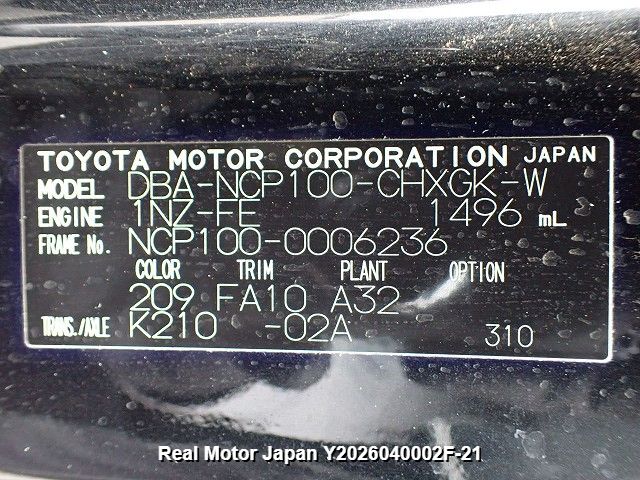 TOYOTA MOTOR CORPORATION JAPAN
MODEL DBA-NCP100-CHXGK-W
ENGINE 1NZ-FE 1496 mL
FRAME No. NCP100-0006236
COLOR TRIM PLANT OPTION
209 FA10 A32
TRANS./AXLE K210 -02A 310
Real Motor Japan Y2026040002F-21